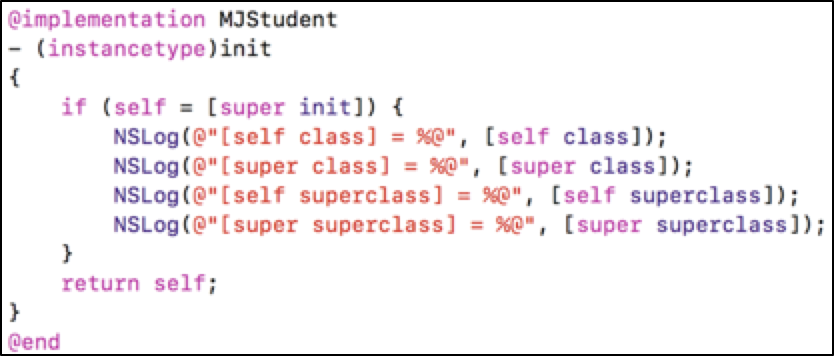 @implementation MJStudent
- (instancetype)init
{
    if (self = [super init]) {
        NSLog(@"[self class] = %@", [self class]);
        NSLog(@"[super class] = %@", [super class]);
        NSLog(@"[self superclass] = %@", [self superclass]);
        NSLog(@"[super superclass] = %@", [super superclass]);
    }
    return self;
}
@end